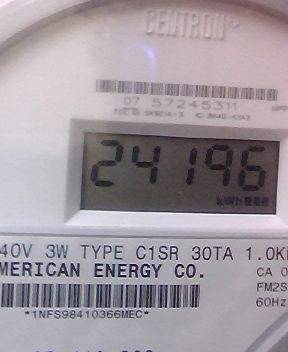 CENTRON
07 57245311
24196
kWh
40V 3W TYPE C1SR 30TA 1.0K
MERICAN ENERGY CO.
CA 0
FM2S
60Hz
*1NFS98410366MEC*